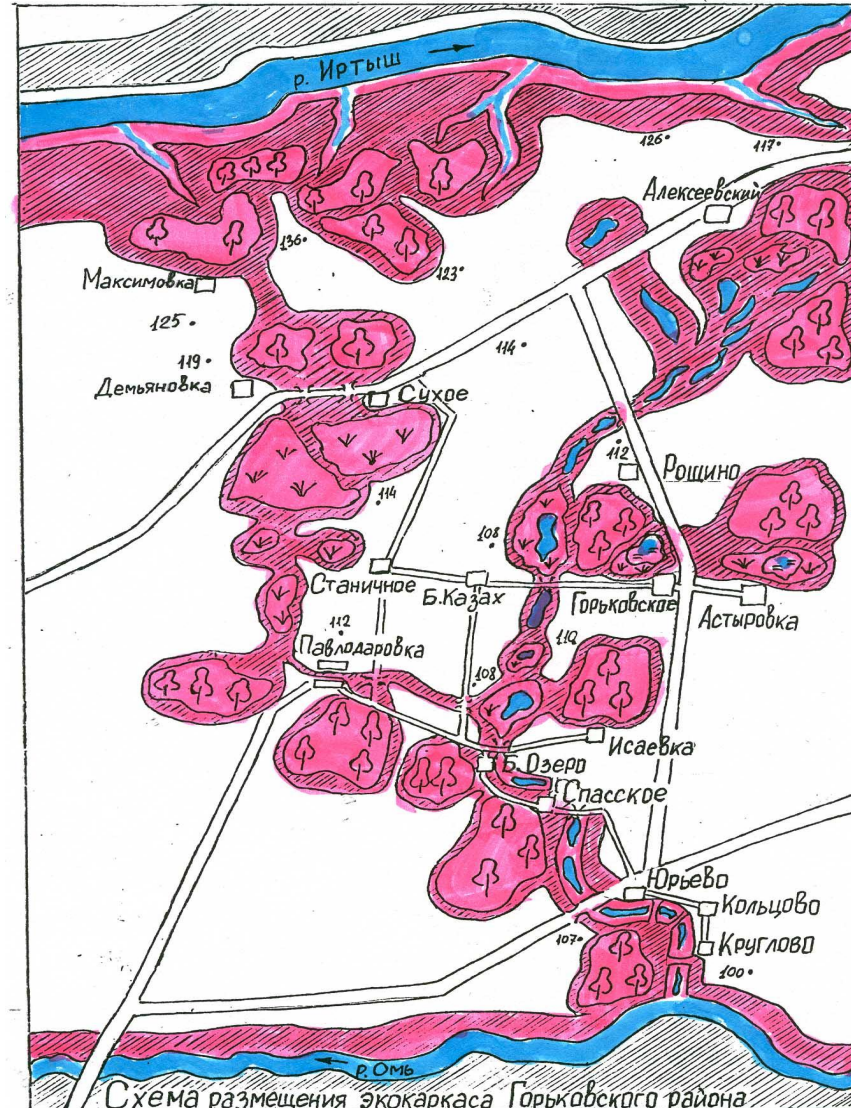 р. Иртыш
126
117
Алексеевский
136
123
Максимовка
125
114
119
Демьяновка
Сухое
112
Рощино
114
108
Станичное
Б.Казах
Горьковское
Астыровка
112
110
Павлодаровка
108
Исаевка
Б.Озеро
Спасское
Юрьево
Кольцово
107
Круглово
100
р. Омь
Схема размещения экокаркаса Горьковского района